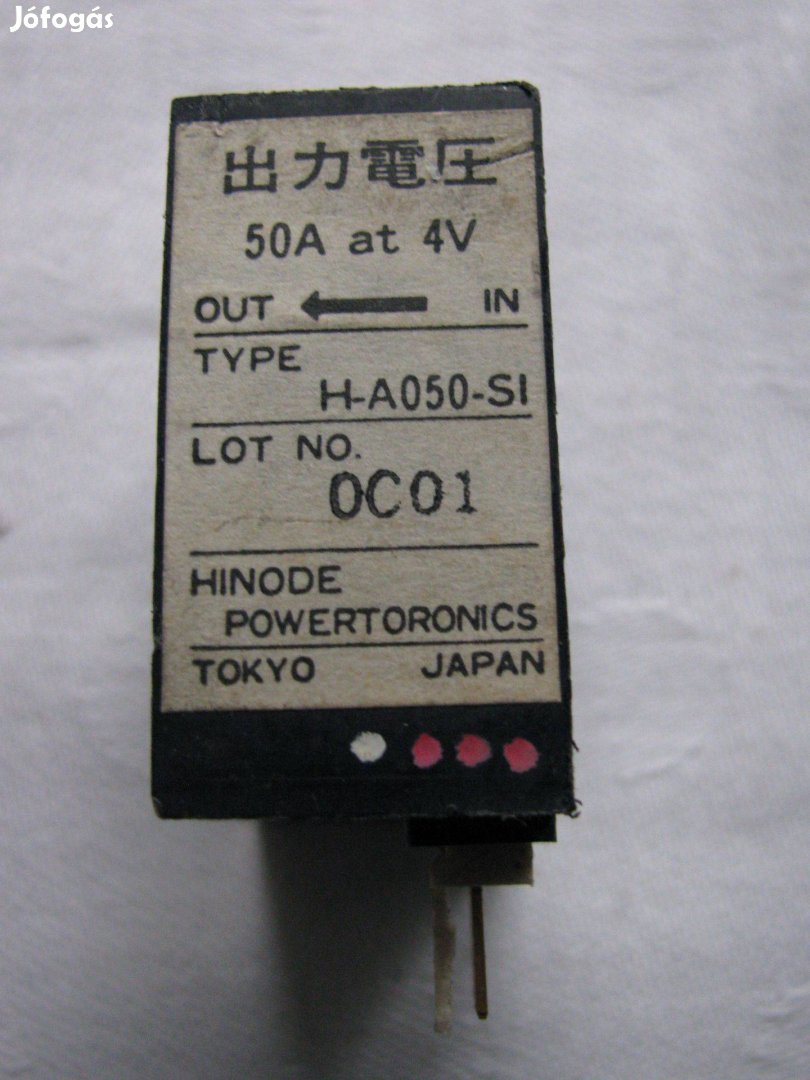 Jófogás
出力電圧
50A at 4V
OUT ← IN
TYPE
H-A050-SI
LOT NO.
0C01
HINODE
POWERTORONICS
TOKYO JAPAN